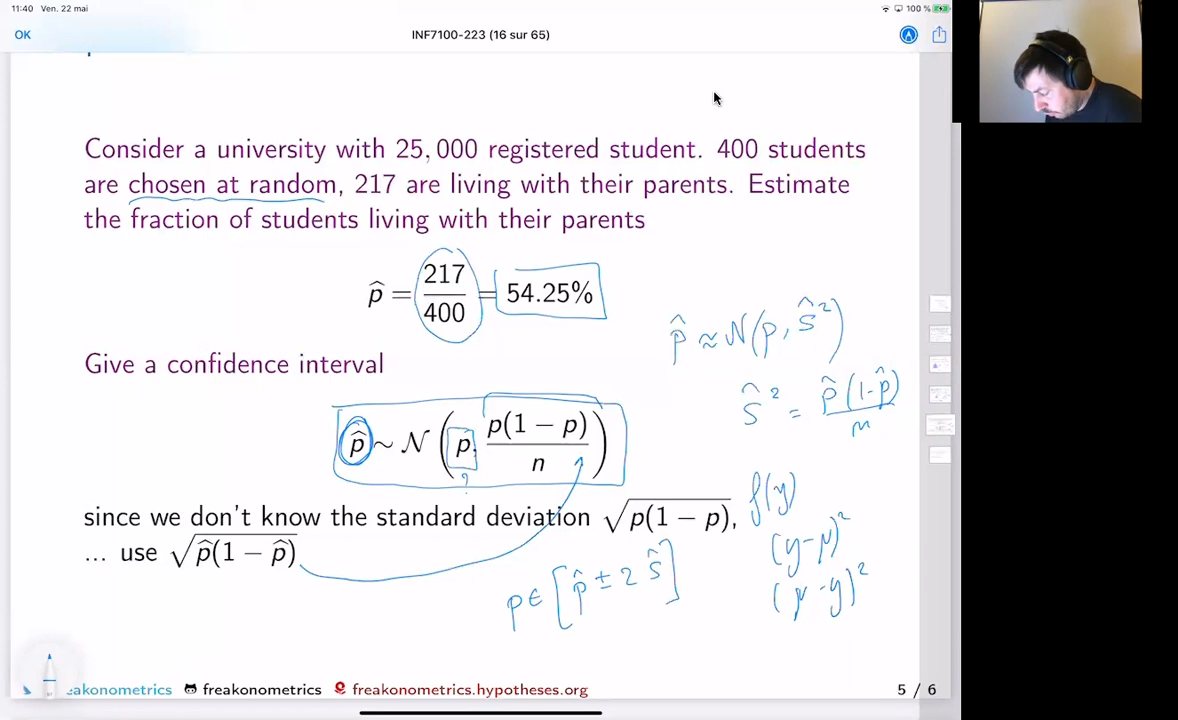 11:40 Ven. 22 mai
100 %
OK
INF7100-223 (16 sur 65)
Consider a university with 25,000 registered student. 400 students
are chosen at random, 217 are living with their parents. Estimate
the fraction of students living with their parents
p̂ = 217/400 = 54.25%
p̂ ≈ N(p, ŝ²)
Give a confidence interval
ŝ² = p̂(1-p̂)/n
p̂ ∼ N(p, p(1 − p)/n)
?
f(y)
since we don't know the standard deviation √p(1 − p),
(y-μ)²
... use √p̂(1 − p̂)
p∈[p̂ ± 2 ŝ]
(μ-y)²
akonometrics freakonometrics freakonometrics.hypotheses.org 5 / 6